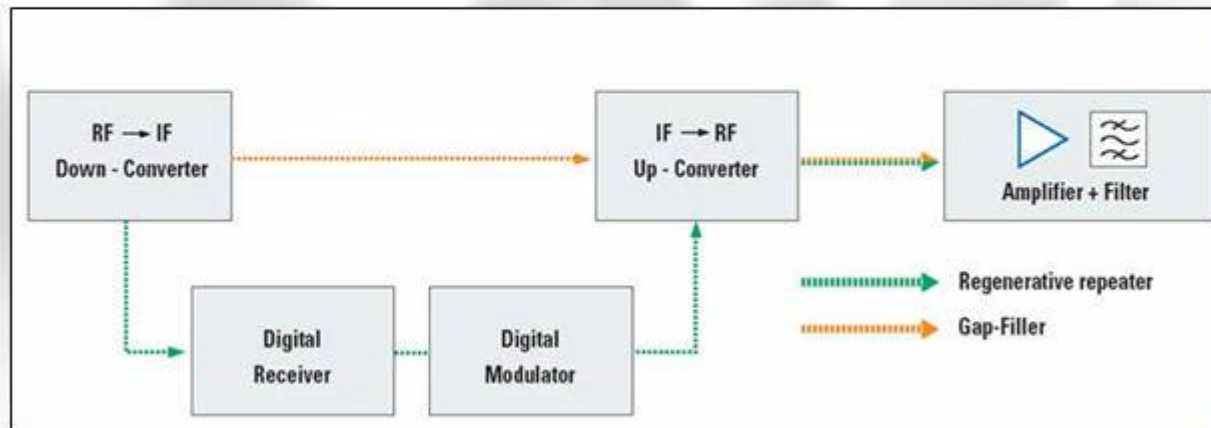 RF → IF
Down - Converter
IF → RF
Up - Converter
Amplifier + Filter
Regenerative repeater
Gap-Filler
Digital
Receiver
Digital
Modulator